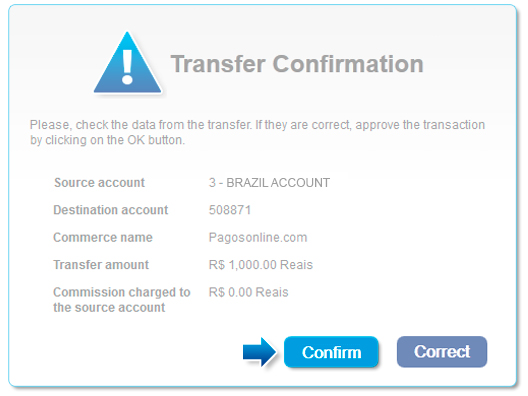 Transfer Confirmation
Please, check the data from the transfer. If they are correct, approve the transaction
by clicking on the OK button.
Source account 3 - BRAZIL ACCOUNT
Destination account 508871
Commerce name Pagosonline.com
Transfer amount R$ 1,000.00 Reais
Commission charged to R$ 0.00 Reais
the source account
Confirm Correct